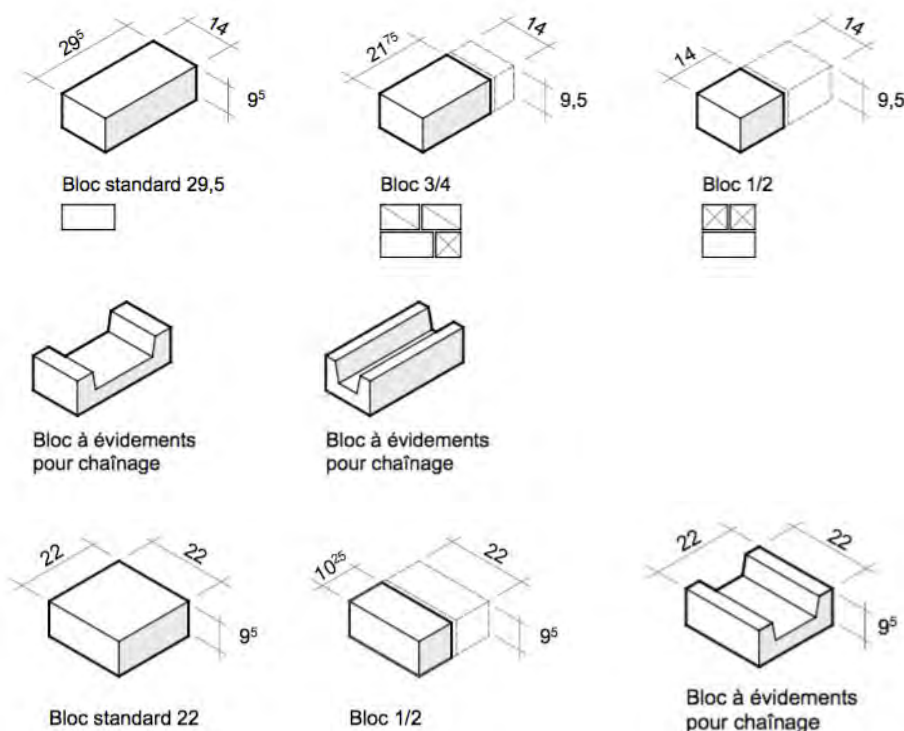 29⁵
14
9⁵
21⁷⁵
14
9,5
14
14
9,5
Bloc standard 29,5
Bloc 3/4
Bloc 1/2
Bloc à évidements
pour chaînage
Bloc à évidements
pour chaînage
22
22
9⁵
10²⁵
22
9⁵
22
22
9⁵
Bloc standard 22
Bloc 1/2
Bloc à évidements
pour chaînage